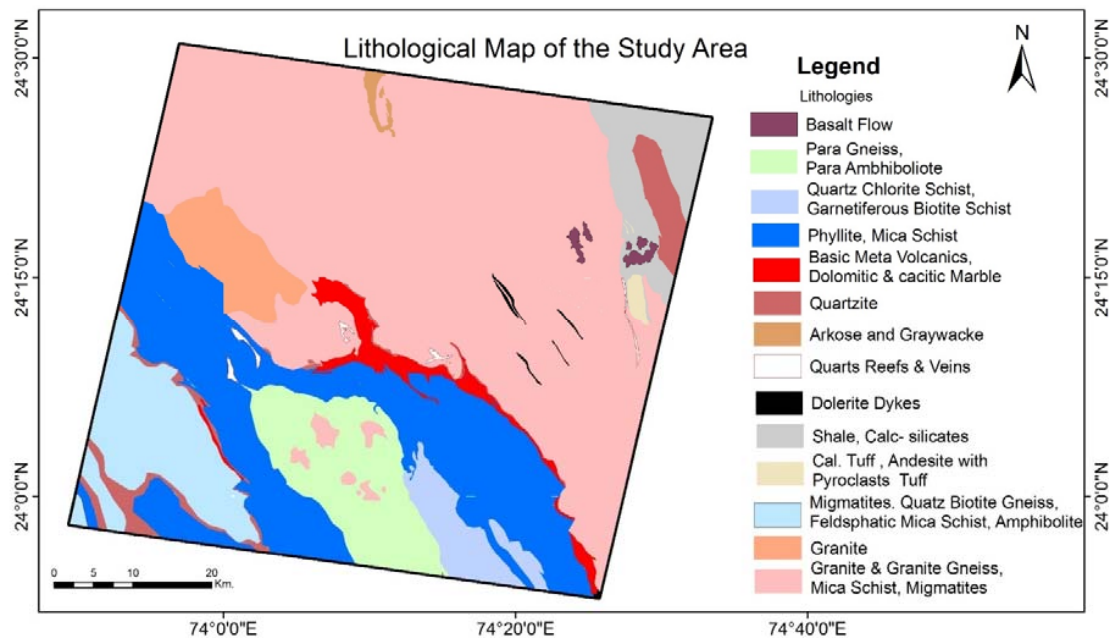 Lithological Map of the Study Area
N
Legend
Lithologies
Basalt Flow
Para Gneiss,
Para Ambhiboliote
Quartz Chlorite Schist,
Garnetiferous Biotite Schist
Phyllite, Mica Schist
Basic Meta Volcanics,
Dolomitic & cacitic Marble
Quartzite
Arkose and Graywacke
Quarts Reefs & Veins
Dolerite Dykes
Shale, Calc- silicates
Cal. Tuff , Andesite with
Pyroclasts Tuff
Migmatites. Quatz Biotite Gneiss,
Feldsphatic Mica Schist, Amphibolite
Granite
Granite & Granite Gneiss,
Mica Schist, Migmatites
24°30'0"N
24°15'0"N
24°0'0"N
24°30'0"N
24°15'0"N
24°0'0"N
0 5 10 20
Km.
74°0'0"E
74°20'0"E
74°40'0"E